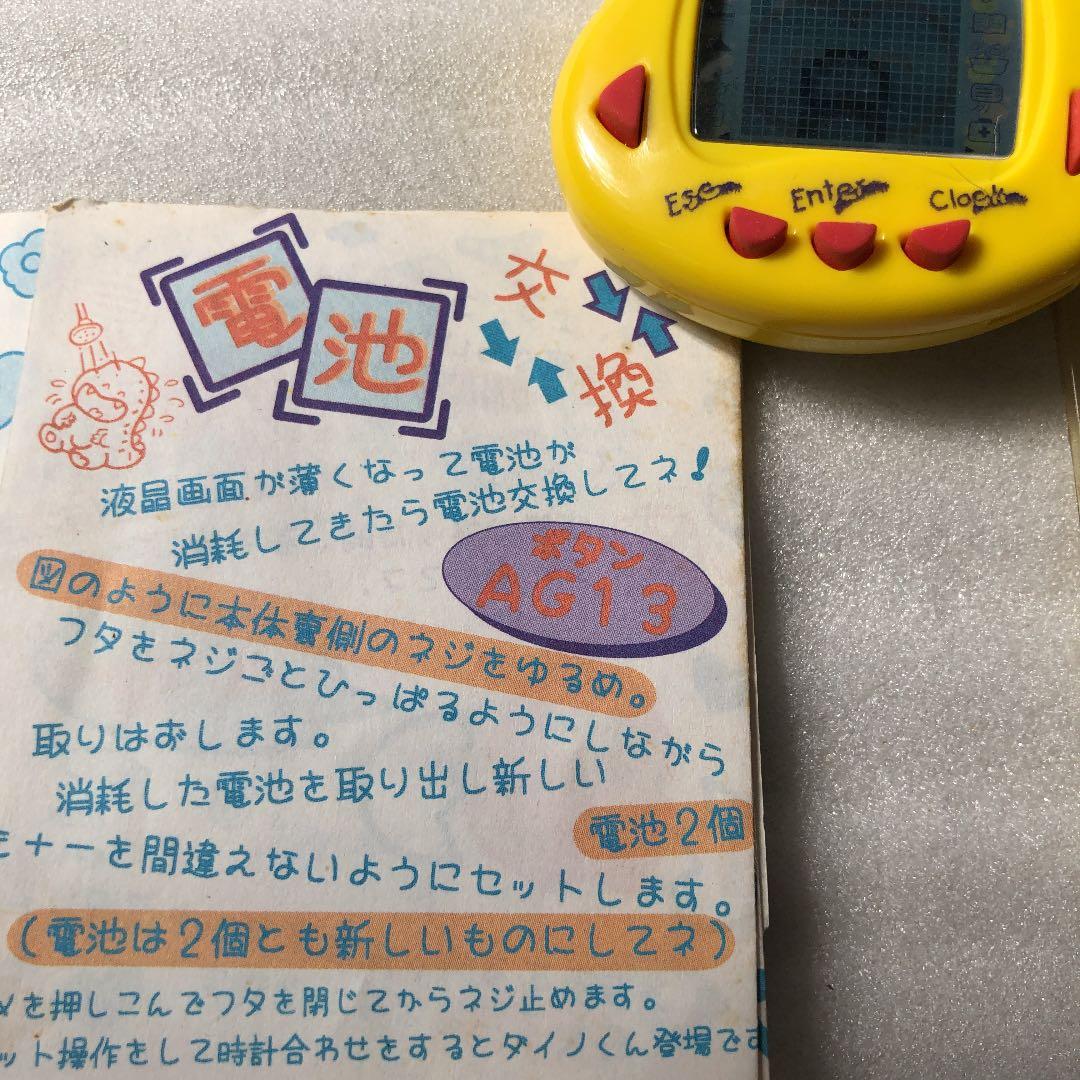 Esc
Enter
Clock
電池
交換
液晶画面が薄くなって電池が
消耗してきたら電池交換してネ!
ボタン
AG13
図のように本体裏側のネジをゆるめ。
フタをネジごとひっぱるようにしながら
取りはおします。
消耗した電池を取り出し新しい
電池2個
ナーを間違えないようにセットします。
(電池は2個とも新しいものにしてネ)
を押しこんでフタを閉じてからネジ止めます。
ット操作をして時計合わせをするとダイノくん登場です